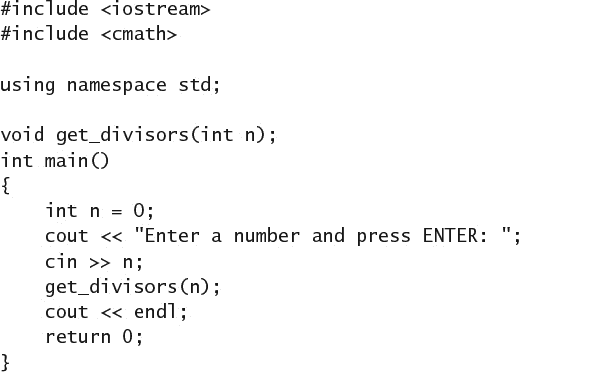 #include <iostream>
#include <cmath>
using namespace std;
void get_divisors(int n);
int main()
{
int n = 0;
cout << "Enter a number and press ENTER: ";
cin >> n;
get_divisors(n);
cout << endl;
return 0;
}